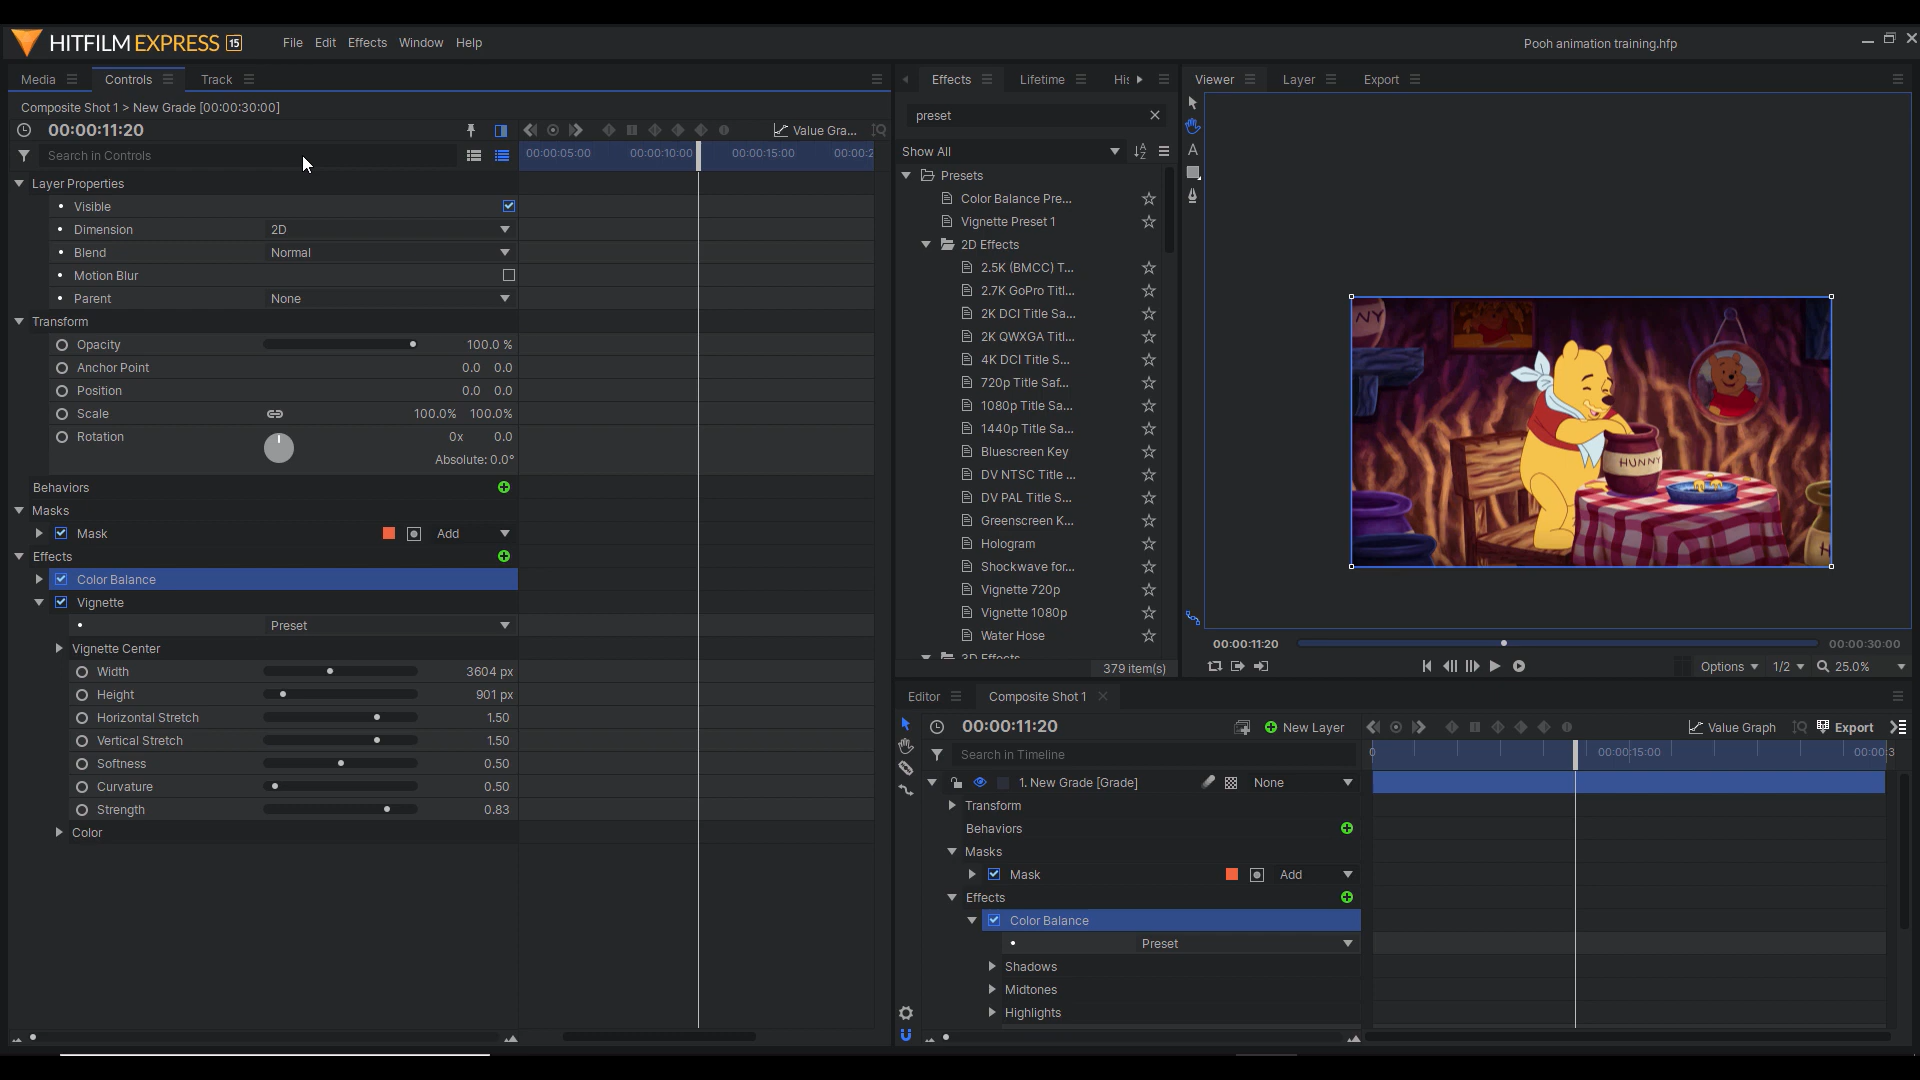 HITFILM EXPRESS 15
File Edit Effects Window Help
Pooh animation training.hfp
Media Controls Track
Composite Shot 1 > New Grade [00:00:30:00]
00:00:11:20
Value Gra...
Search in Controls
00:00:05:00 00:00:10:00 00:00:15:00 00:00:2
Layer Properties
Visible
Dimension 2D
Blend Normal
Motion Blur
Parent None
Transform
Opacity 100.0 %
Anchor Point 0.0 0.0
Position 0.0 0.0
Scale 100.0% 100.0%
Rotation 0x 0.0
Absolute: 0.0°
Behaviors
Masks
Mask Add
Effects
Color Balance
Vignette
Preset
Vignette Center
Width 3604 px
Height 901 px
Horizontal Stretch 1.50
Vertical Stretch 1.50
Softness 0.50
Curvature 0.50
Strength 0.83
Color
Effects Lifetime His
preset
Show All
Presets
Color Balance Pre...
Vignette Preset 1
2D Effects
2.5K (BMCC) T...
2.7K GoPro Titl...
2K DCI Title Sa...
2K QWXGA Titl...
4K DCI Title S...
720p Title Saf...
1080p Title Sa...
1440p Title Sa...
Bluescreen Key
DV NTSC Title ...
DV PAL Title S...
Greenscreen K...
Hologram
Shockwave for...
Vignette 720p
Vignette 1080p
Water Hose
3D Effects
379 item(s)
Viewer Layer Export
A
NY
HUNNY
H
00:00:11:20 00:00:30:00
Options 1/2 25.0%
Editor Composite Shot 1
00:00:11:20 New Layer
Value Graph Export
Search in Timeline
0 00:00:15:00 00:00:3
1. New Grade [Grade] None
Transform
Behaviors
Masks
Mask Add
Effects
Color Balance
Preset
Shadows
Midtones
Highlights